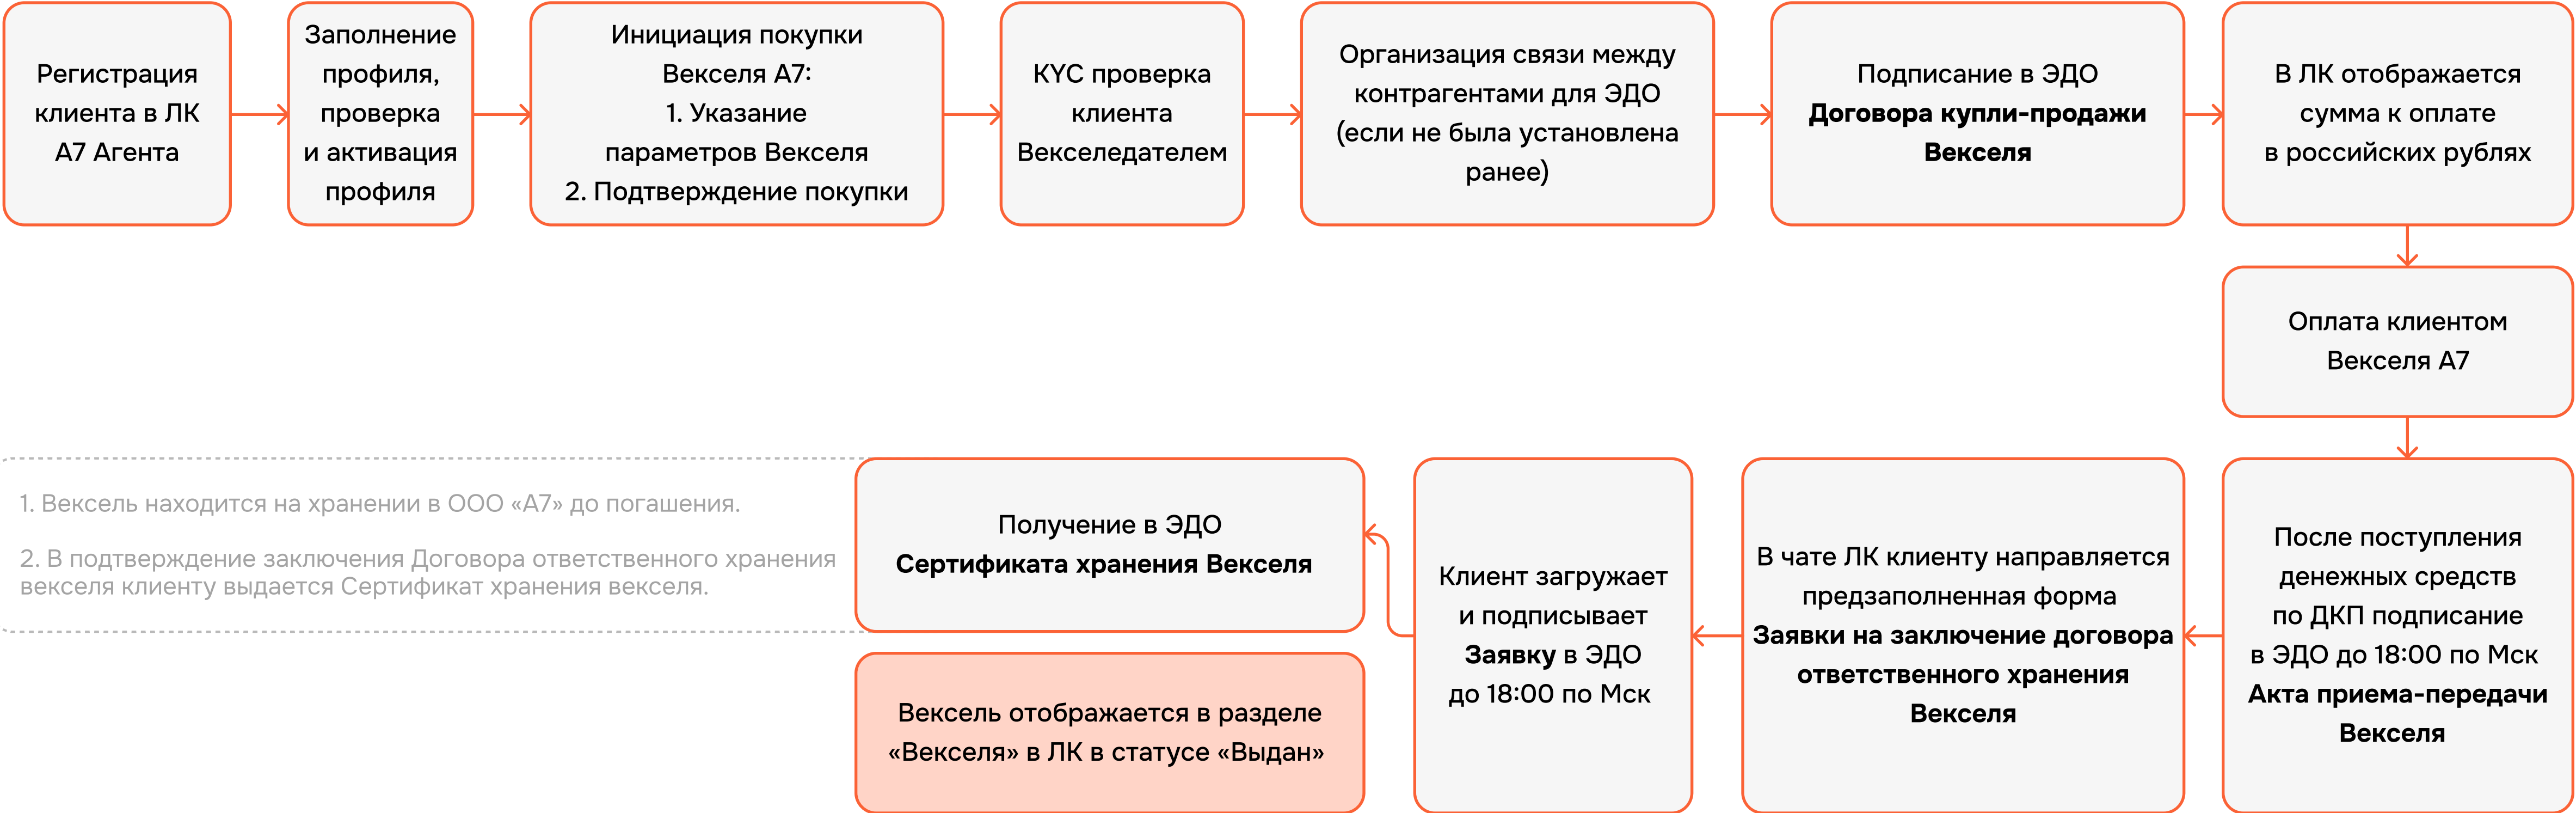 Регистрация
клиента в ЛК
А7 Агента
Заполнение
профиля,
проверка
и активация
профиля
Инициация покупки
Векселя А7:
1. Указание
параметров Векселя
2. Подтверждение покупки
KYC проверка
клиента
Векселедателем
Организация связи между
контрагентами для ЭДО
(если не была установлена
ранее)
Подписание в ЭДО
Договора купли-продажи
Векселя
В ЛК отображается
сумма к оплате
в российских рублях
Оплата клиентом
Векселя А7
После поступления
денежных средств
по ДКП подписание
в ЭДО до 18:00 по Мск
Акта приема-передачи
Векселя
В чате ЛК клиенту направляется
предзаполненная форма
Заявки на заключение договора
ответственного хранения
Векселя
Клиент загружает
и подписывает
Заявку в ЭДО
до 18:00 по Мск
Получение в ЭДО
Сертификата хранения Векселя
Вексель отображается в разделе
«Векселя» в ЛК в статусе «Выдан»
1. Вексель находится на хранении в ООО «А7» до погашения.
2. В подтверждение заключения Договора ответственного хранения
векселя клиенту выдается Сертификат хранения векселя.